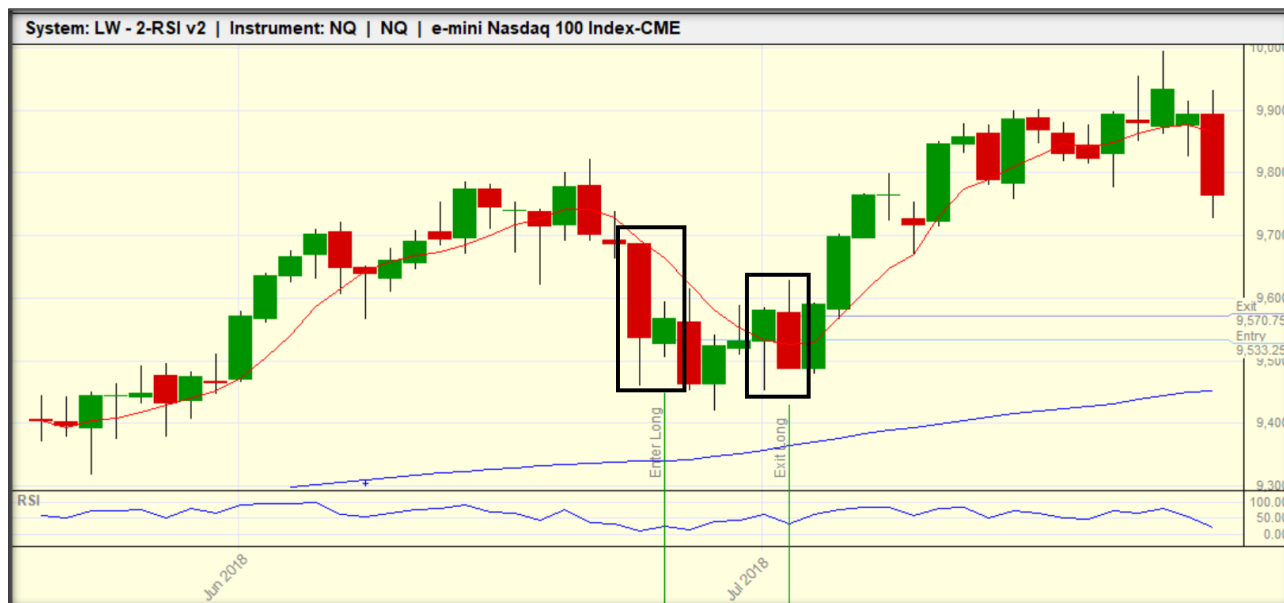 System: LW - 2-RSI v2 | Instrument: NQ | NQ | e-mini Nasdaq 100 Index-CME
10,000
9,900
9,800
9,700
9,600
Exit
9,570.75
Entry
9,533.25
9,500
9,400
Enter Long
Exit Long
9,300
RSI
100.00
50.00
0.00
Jun 2018
Jul 2018